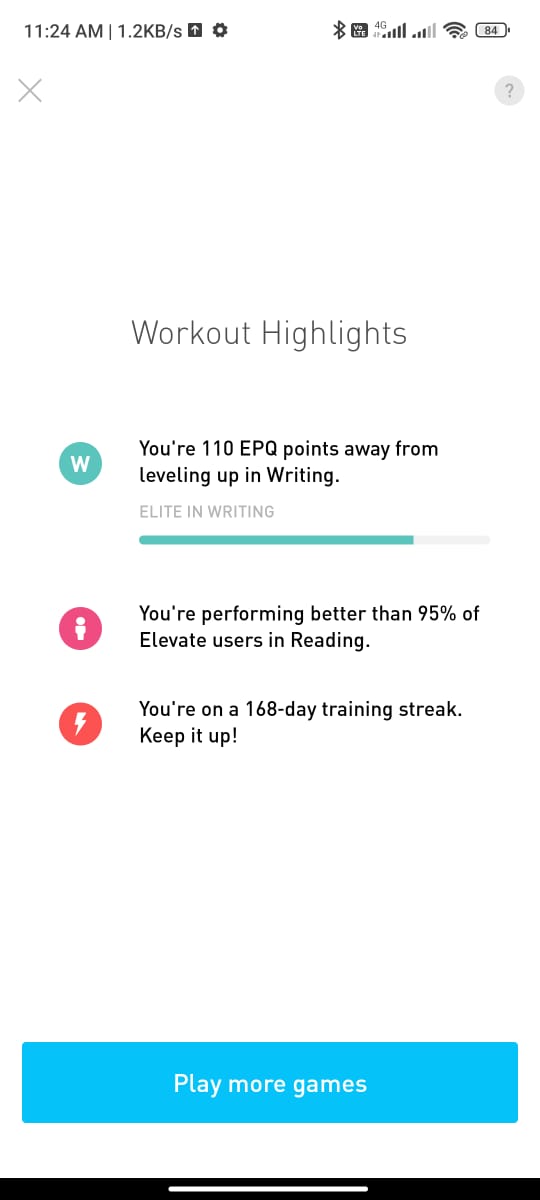 11:24 AM | 1.2KB/s
Vo LTE 4G 84
?
Workout Highlights
W
You're 110 EPQ points away from
leveling up in Writing.
ELITE IN WRITING
You're performing better than 95% of
Elevate users in Reading.
You're on a 168-day training streak.
Keep it up!
Play more games